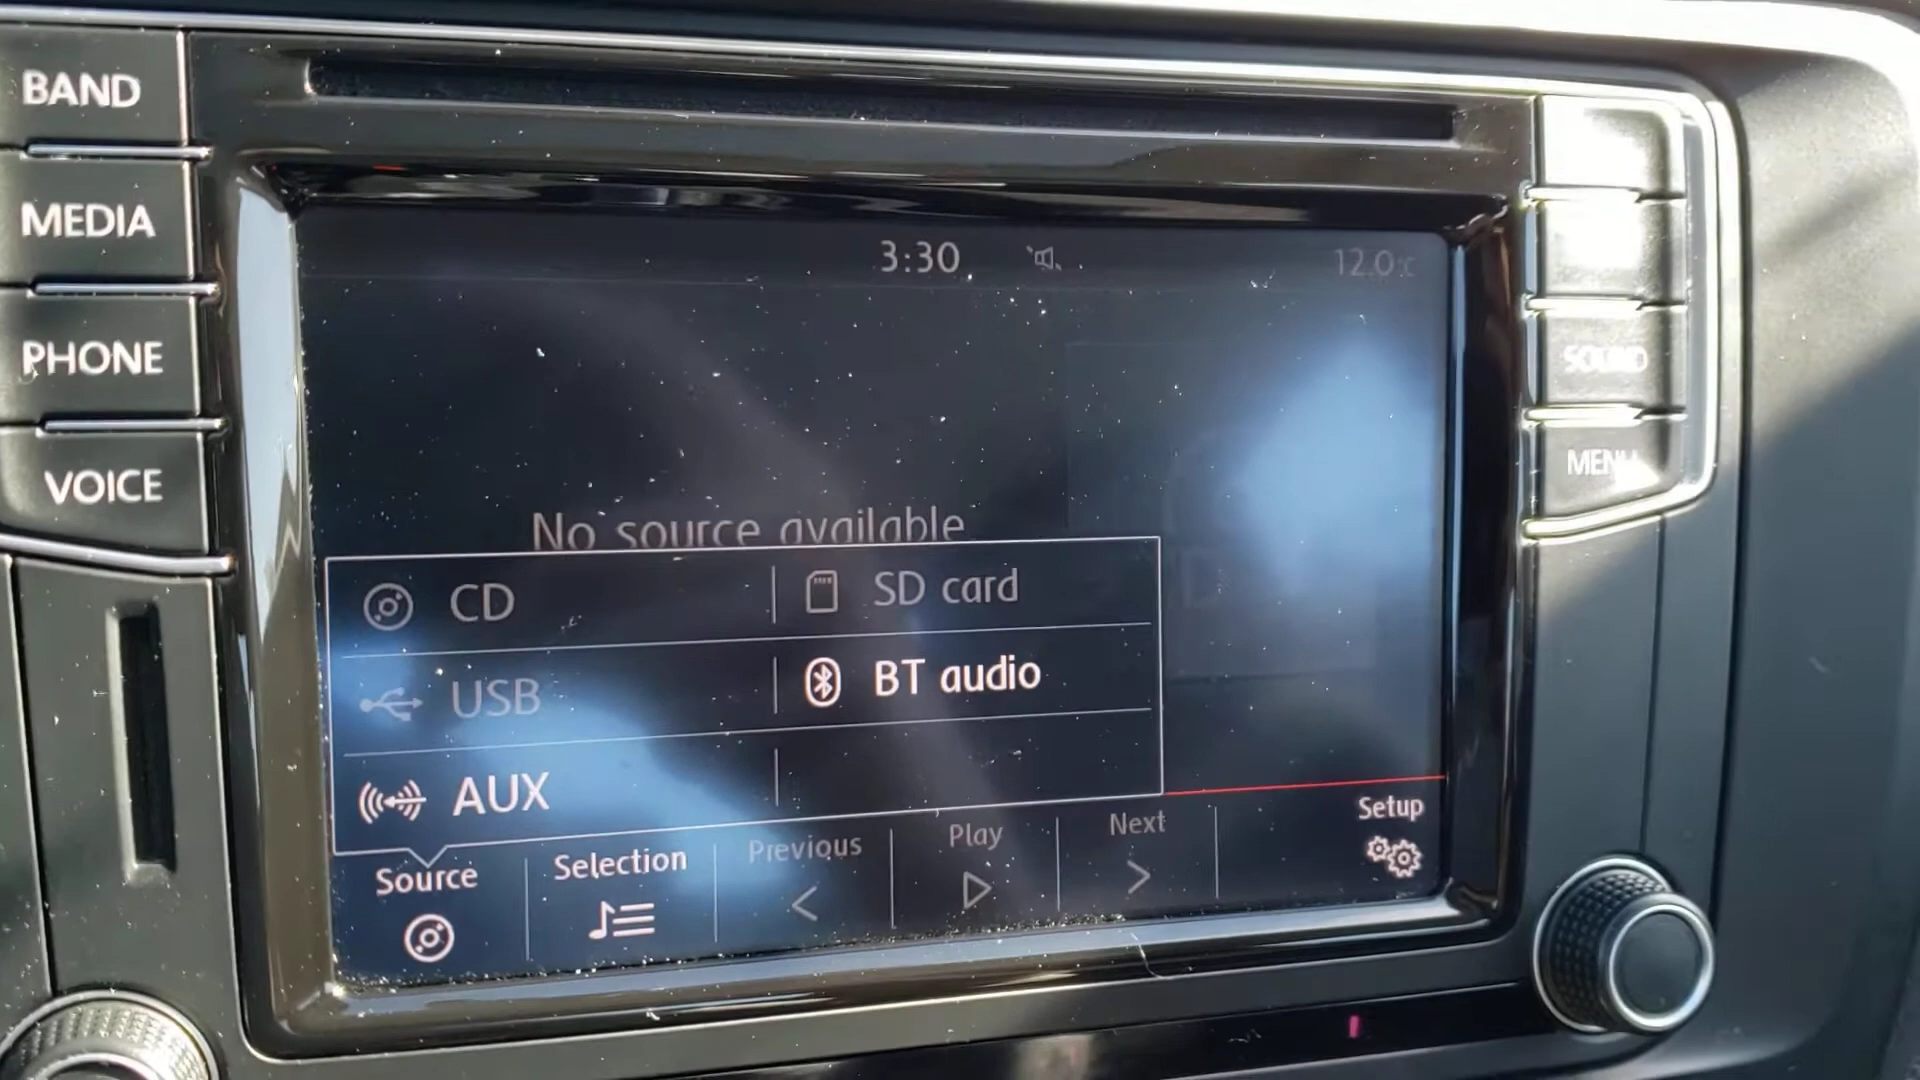 BAND
MEDIA
PHONE
VOICE
3:30
12.0°C
No source available
CD
SD card
USB
BT audio
AUX
Source
Selection
Previous
Play
Next
Setup
SOUND
MENU